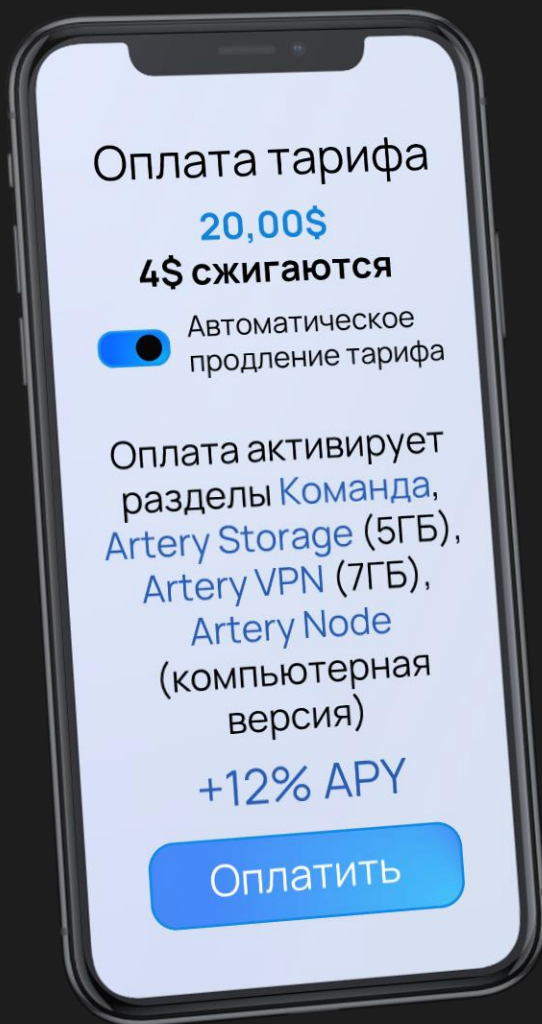 Оплата тарифа
20,00$
4$ сжигаются
Автоматическое
продление тарифа
Оплата активирует
разделы Команда,
Artery Storage (5ГБ),
Artery VPN (7ГБ),
Artery Node
(компьютерная
версия)
+12% APY
Оплатить